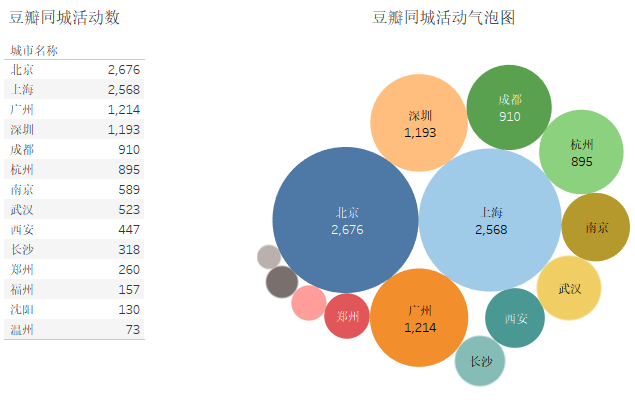 豆瓣同城活动数
城市名称
北京 2,676
上海 2,568
广州 1,214
深圳 1,193
成都 910
杭州 895
南京 589
武汉 523
西安 447
长沙 318
郑州 260
福州 157
沈阳 130
温州 73
豆瓣同城活动气泡图
深圳
1,193
成都
910
杭州
895
北京
2,676
上海
2,568
南京
武汉
广州
1,214
郑州
西安
长沙